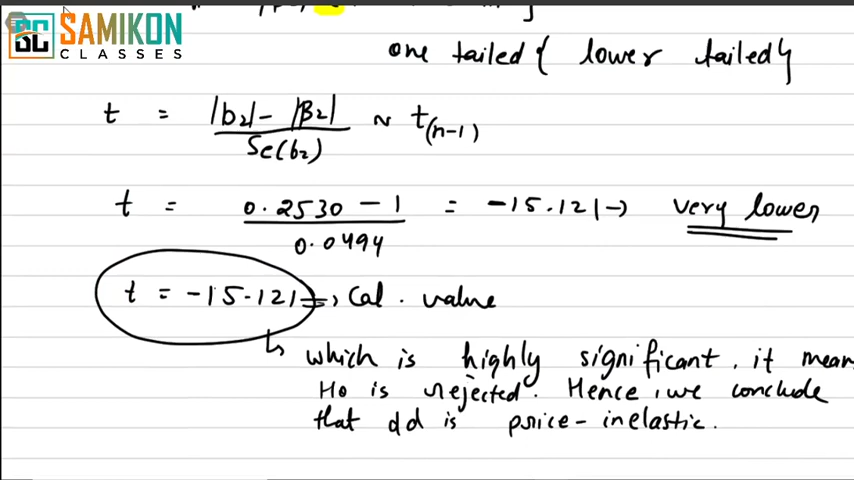 SC SAMIKON
CLASSES
one tailed { lower tailed }
t = |b₂| - |β₂| / Se(b₂) ~ t(n-1)
t = 0.2530 - 1 / 0.0494 = -15.121 → very lower
t = -15.121 ⇒ Cal. value
↳ which is highly significant. it mean
Ho is rejected. Hence, we conclude
that dd is price-inelastic.